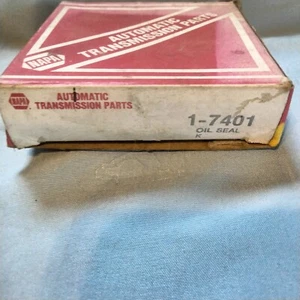 NAPA
AUTOMATIC
TRANSMISSION PARTS
NAPA
AUTOMATIC
TRANSMISSION PARTS
1-7401
OIL SEAL
K